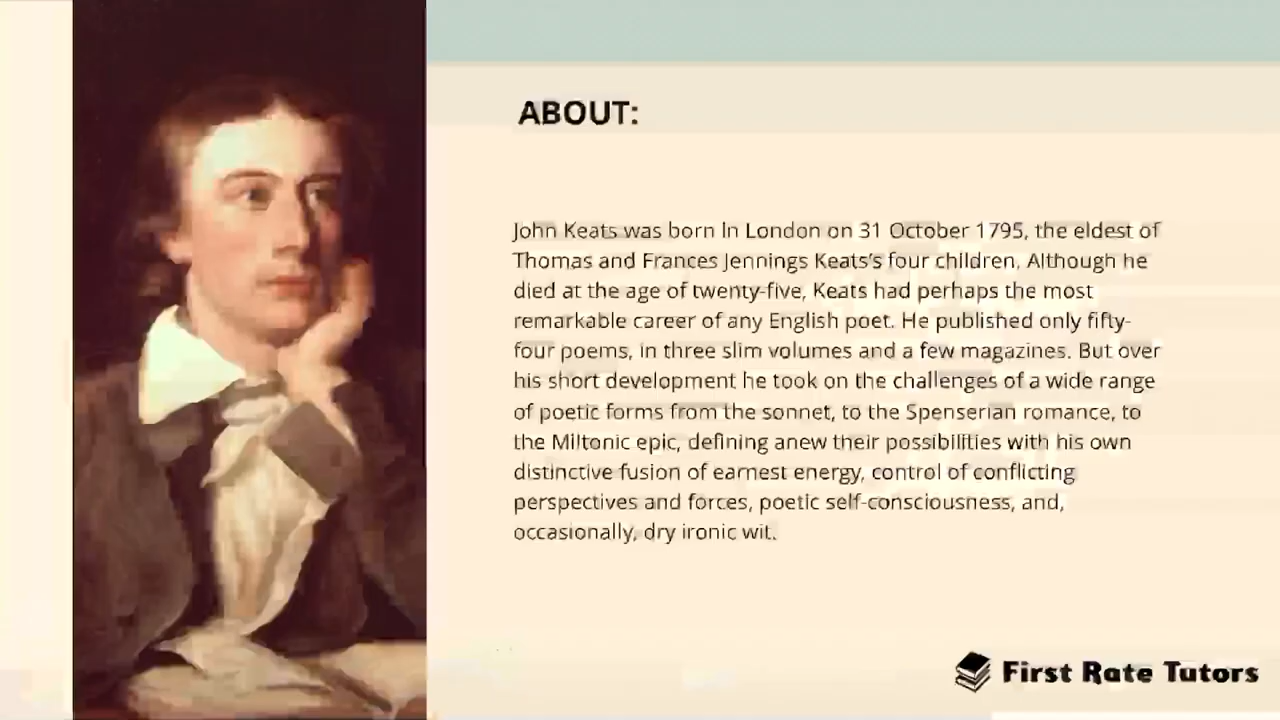 ABOUT:
John Keats was born in London on 31 October 1795, the eldest of
Thomas and Frances Jennings Keats's four children. Although he
died at the age of twenty-five, Keats had perhaps the most
remarkable career of any English poet. He published only fifty-
four poems, in three slim volumes and a few magazines. But over
his short development he took on the challenges of a wide range
of poetic forms from the sonnet, to the Spenserian romance, to
the Miltonic epic, defining anew their possibilities with his own
distinctive fusion of earnest energy, control of conflicting
perspectives and forces, poetic self-consciousness, and,
occasionally, dry ironic wit.
First Rate Tutors